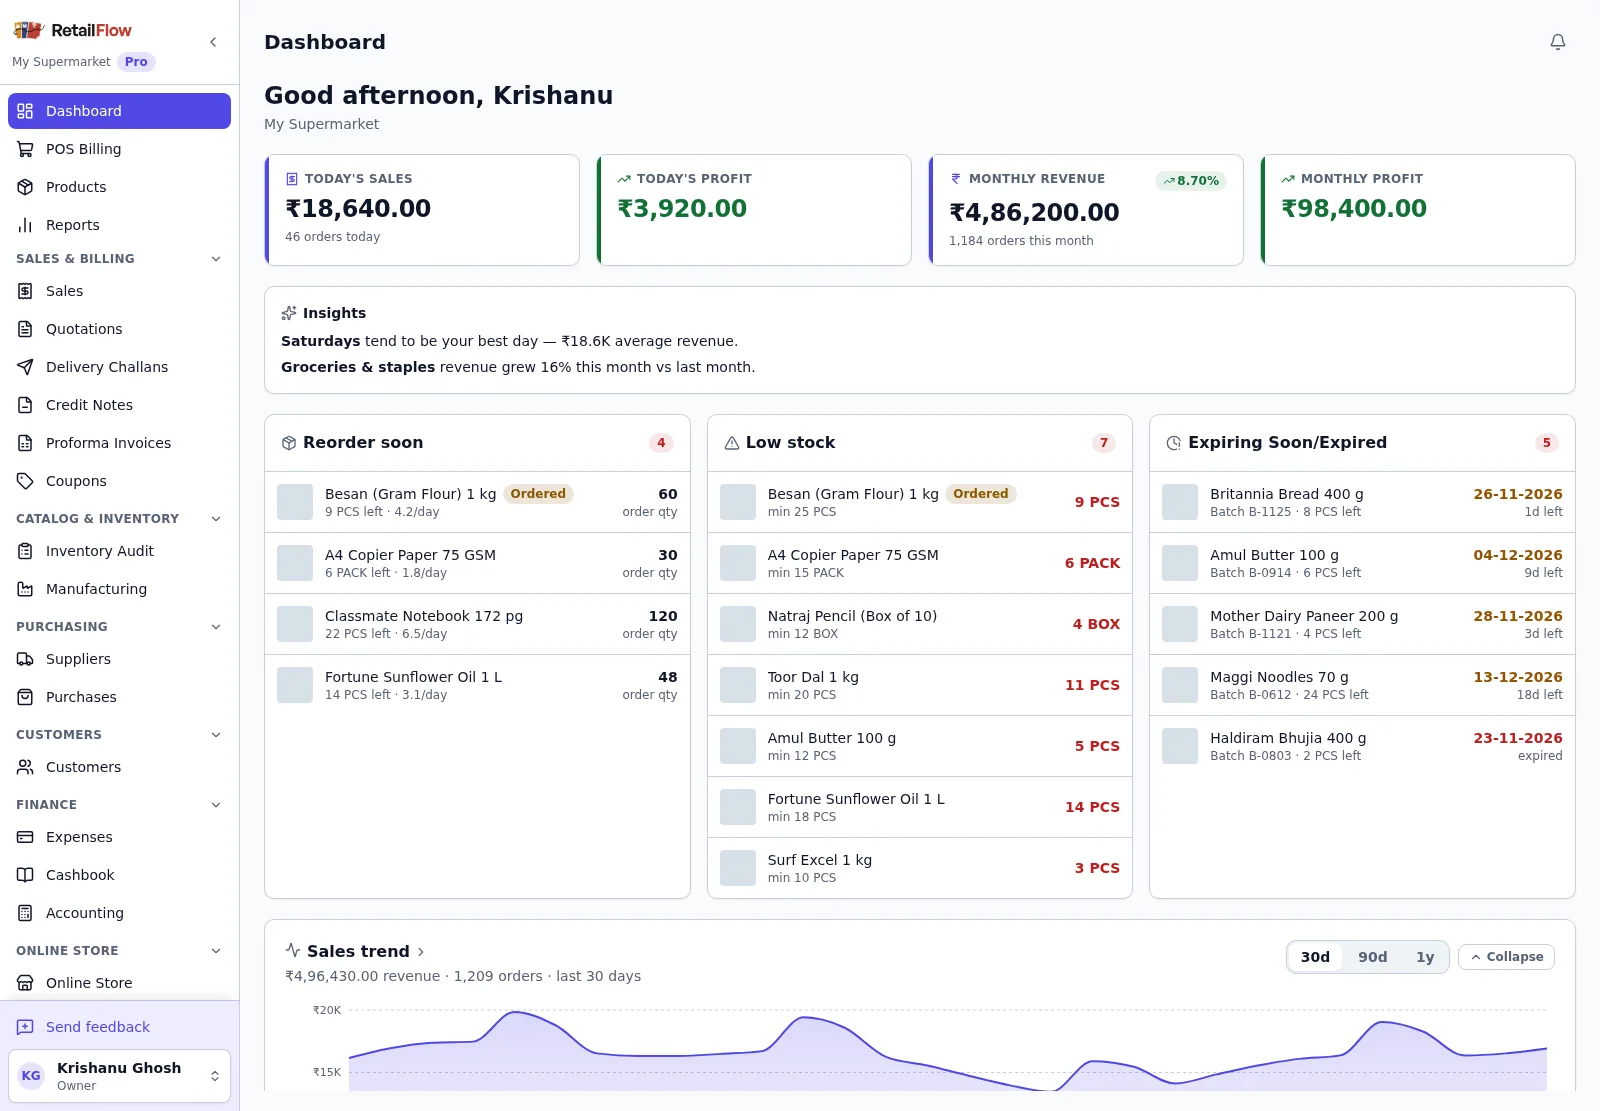 RetailFlow
My Supermarket Pro
Dashboard
POS Billing
Products
Reports
SALES & BILLING
Sales
Quotations
Delivery Challans
Credit Notes
Proforma Invoices
Coupons
CATALOG & INVENTORY
Inventory Audit
Manufacturing
PURCHASING
Suppliers
Purchases
CUSTOMERS
Customers
FINANCE
Expenses
Cashbook
Accounting
ONLINE STORE
Online Store
Send feedback
KG
Krishanu Ghosh
Owner
Dashboard
Good afternoon, Krishanu
My Supermarket
TODAY'S SALES
₹18,640.00
46 orders today
TODAY'S PROFIT
₹3,920.00
MONTHLY REVENUE 8.70%
₹4,86,200.00
1,184 orders this month
MONTHLY PROFIT
₹98,400.00
Insights
Saturdays tend to be your best day — ₹18.6K average revenue.
Groceries & staples revenue grew 16% this month vs last month.
Reorder soon 4
Besan (Gram Flour) 1 kg Ordered 60
9 PCS left · 4.2/day order qty
A4 Copier Paper 75 GSM 30
6 PACK left · 1.8/day order qty
Classmate Notebook 172 pg 120
22 PCS left · 6.5/day order qty
Fortune Sunflower Oil 1 L 48
14 PCS left · 3.1/day order qty
Low stock 7
Besan (Gram Flour) 1 kg Ordered 9 PCS
min 25 PCS
A4 Copier Paper 75 GSM 6 PACK
min 15 PACK
Natraj Pencil (Box of 10) 4 BOX
min 12 BOX
Toor Dal 1 kg 11 PCS
min 20 PCS
Amul Butter 100 g 5 PCS
min 12 PCS
Fortune Sunflower Oil 1 L 14 PCS
min 18 PCS
Surf Excel 1 kg 3 PCS
min 10 PCS
Expiring Soon/Expired 5
Britannia Bread 400 g 26-11-2026
Batch B-1125 · 8 PCS left 1d left
Amul Butter 100 g 04-12-2026
Batch B-0914 · 6 PCS left 9d left
Mother Dairy Paneer 200 g 28-11-2026
Batch B-1121 · 4 PCS left 3d left
Maggi Noodles 70 g 13-12-2026
Batch B-0612 · 24 PCS left 18d left
Haldiram Bhujia 400 g 23-11-2026
Batch B-0803 · 2 PCS left expired
Sales trend
₹4,96,430.00 revenue · 1,209 orders · last 30 days
30d 90d 1y Collapse
₹20K
₹15K